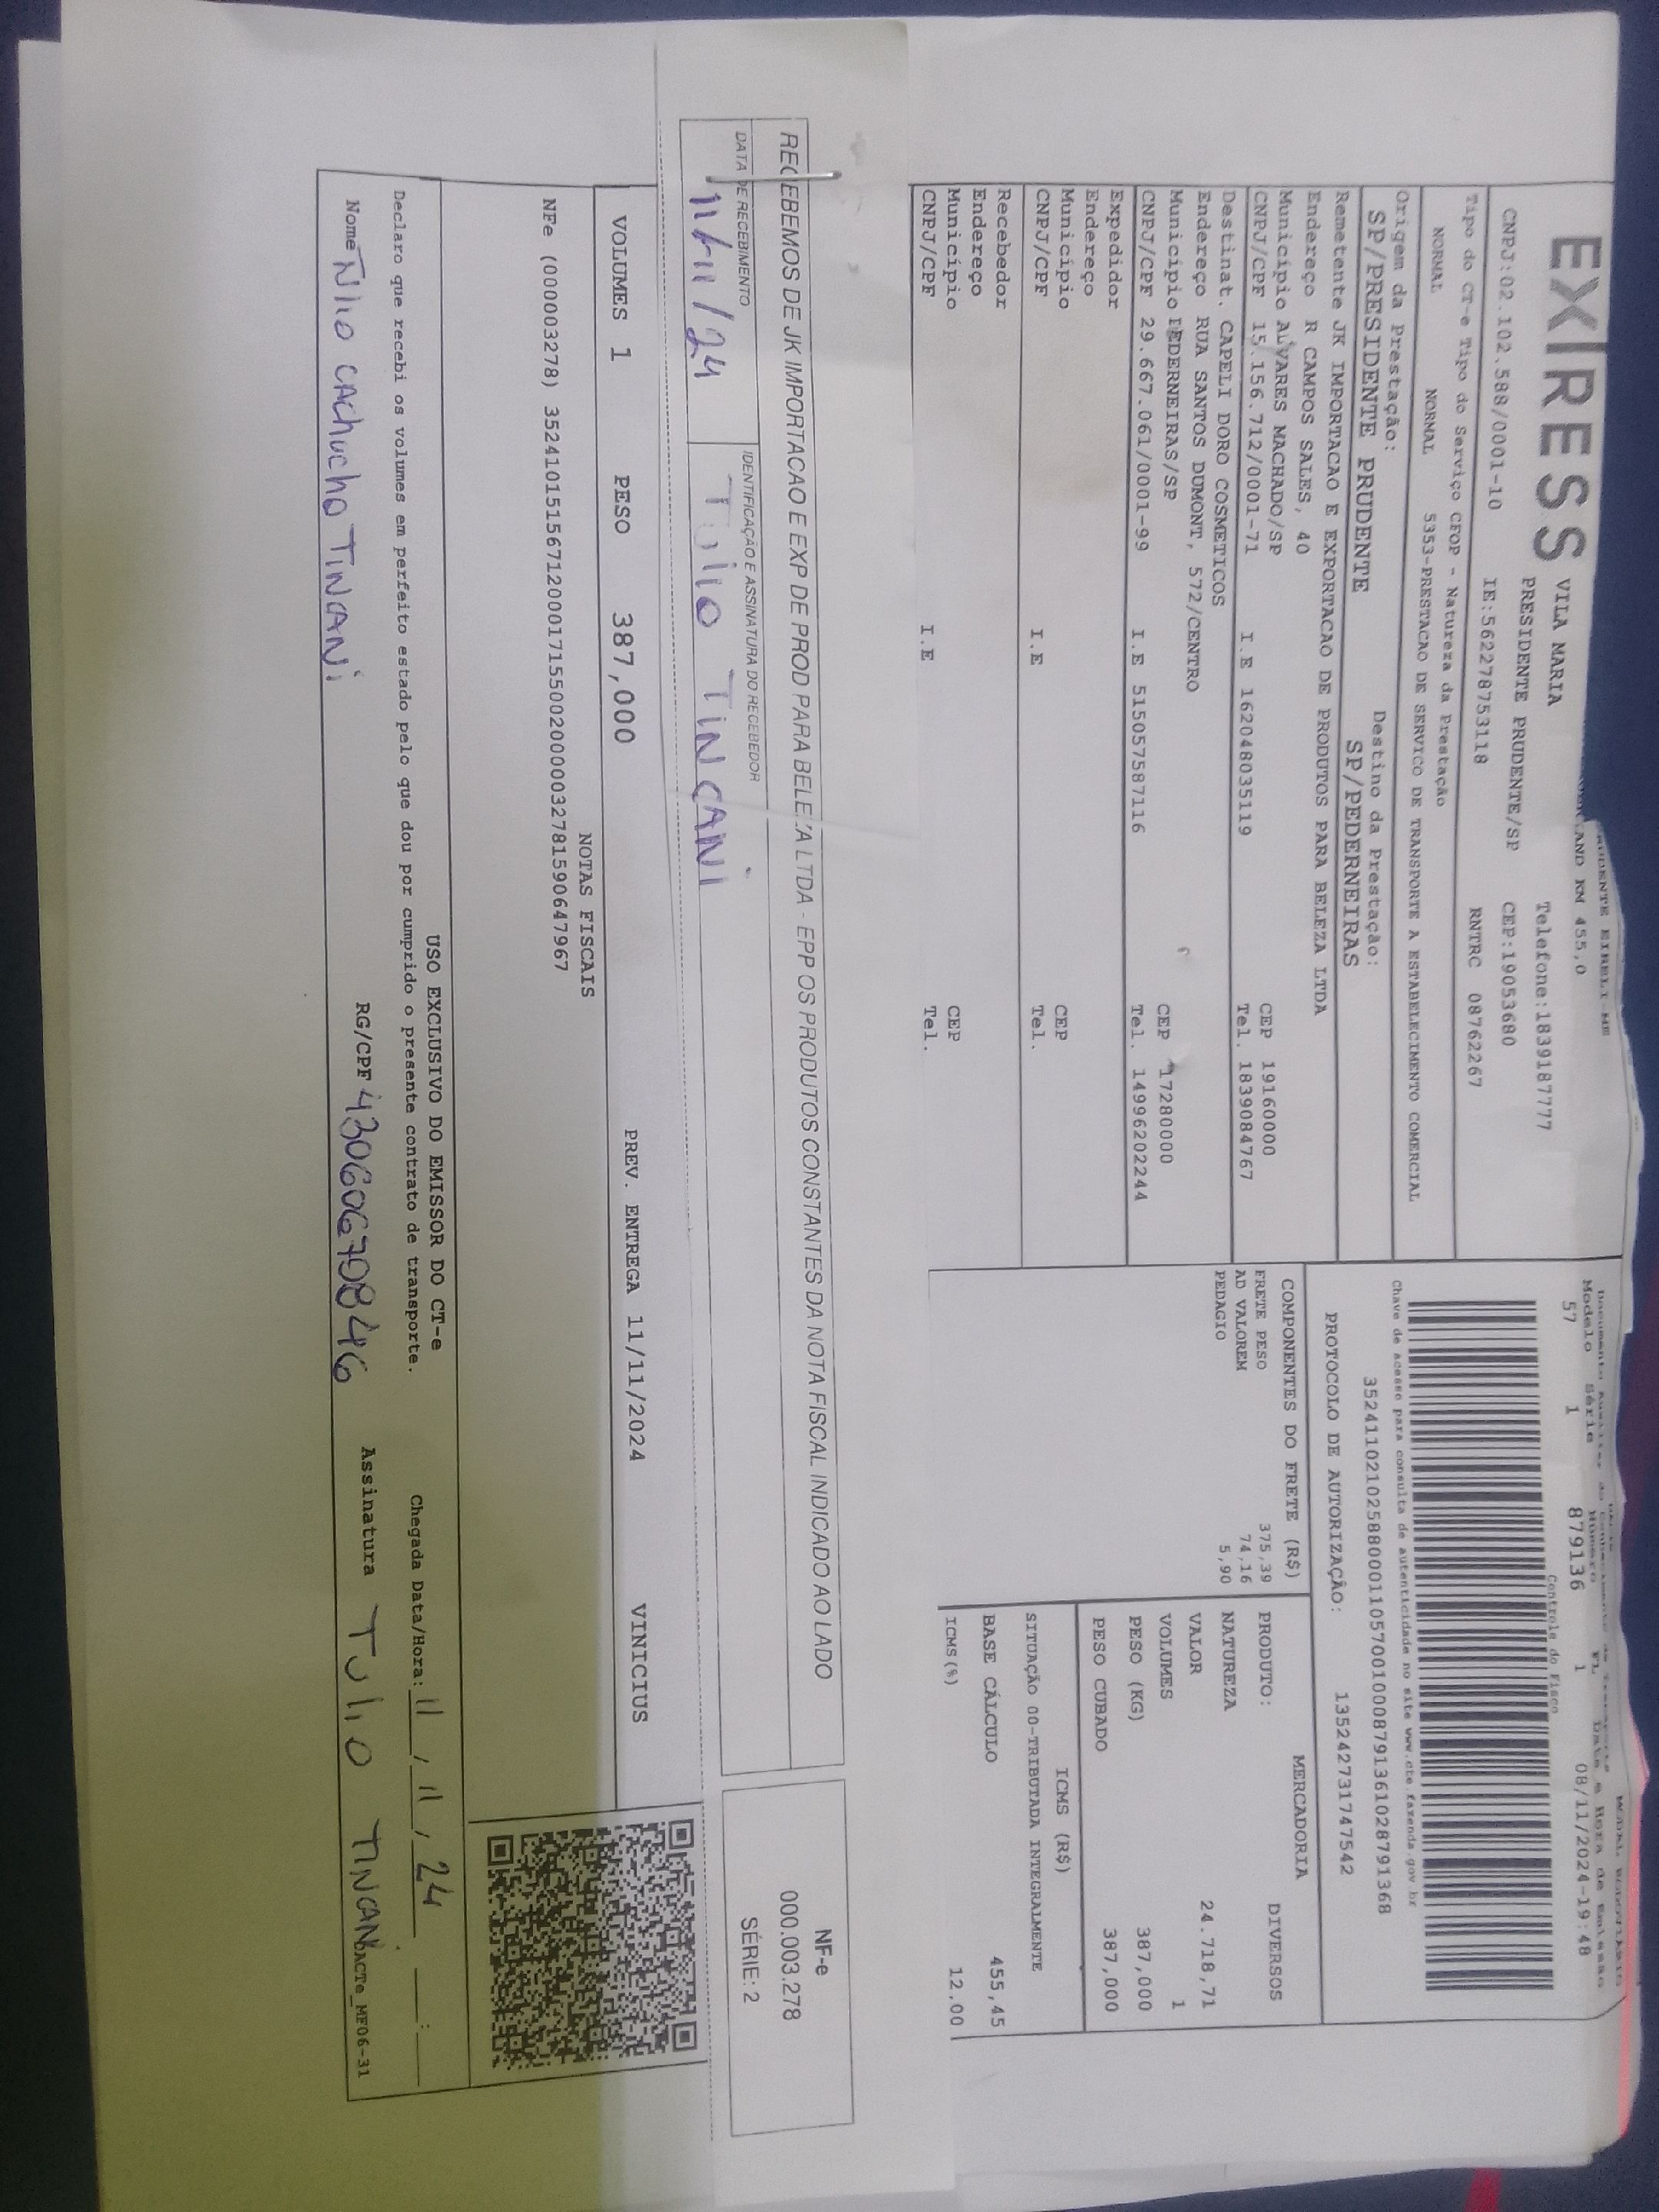 EXPRESS
VILA MARIA
PRESIDENTE PRUDENTE/SP
KM 455,0
Telefone:1839187777
CEP:19053680
CNPJ:02.102.588/0001-10 IE:562278753118 RNTRC 08762267
Tipo do CT-e Tipo do Serviço CFOP - Natureza da Prestação
NORMAL NORMAL 5353-PRESTACAO DE SERVICO DE TRANSPORTE A ESTABELECIMENTO COMERCIAL
Origem da Prestação: Destino da Prestação:
SP/PRESIDENTE PRUDENTE SP/PEDERNEIRAS
Remetente JK IMPORTACAO E EXPORTACAO DE PRODUTOS PARA BELEZA LTDA
Endereço R CAMPOS SALES, 40
Município ALVARES MACHADO/SP CEP 19160000
CNPJ/CPF 15.156.712/0001-71 I.E 162048035119 Tel. 1839084767
Destinat. CAPELI DORO COSMETICOS
Endereço RUA SANTOS DUMONT, 572/CENTRO
Município PEDERNEIRAS/SP CEP 17280000
CNPJ/CPF 29.667.061/0001-99 I.E 515057587116 Tel. 14996202244
Expedidor
Endereço
Município CEP
CNPJ/CPF I.E Tel.
Recebedor
Endereço
Município CEP
CNPJ/CPF I.E Tel.
Modelo Série Número FL Data e Hora de Emissão
57 1 879136 1 08/11/2024-19:48
Controle do Fisco
Chave de acesso para consulta de autenticidade no site www.cte.fazenda.gov.br
35241102102588000110570010008791361028791368
PROTOCOLO DE AUTORIZAÇÃO: 135242731747542
COMPONENTES DO FRETE (R$)
FRETE PESO 375,39
AD VALOREM 74,16
PEDAGIO 5,90
MERCADORIA
PRODUTO: DIVERSOS
NATUREZA
VALOR 24.718,71
VOLUMES 1
PESO (KG) 387,000
PESO CUBADO 387,000
ICMS (R$)
SITUAÇÃO 00-TRIBUTADA INTEGRALMENTE
BASE CÁLCULO 455,45
ICMS(%) 12.00
RECEBEMOS DE JK IMPORTACAO E EXP DE PROD PARA BELEZA LTDA - EPP OS PRODUTOS CONSTANTES DA NOTA FISCAL INDICADO AO LADO
DATA DE RECEBIMENTO IDENTIFICAÇÃO E ASSINATURA DO RECEBEDOR
11/11/24 Tulio TINCANI
NF-e
000.003.278
SÉRIE: 2
VOLUMES 1 PESO 387,000 PREV. ENTREGA 11/11/2024 VINICIUS
NOTAS FISCAIS
NFe (000003278) 35241015156712000171550020000032781590647967
USO EXCLUSIVO DO EMISSOR DO CT-e
Declaro que recebi os volumes em perfeito estado pelo que dou por cumprido o presente contrato de transporte. Chegada Data/Hora: 11/11/24 __:__
Nome Tulio CACHUCHO TINCANI RG/CPF 43060670846 Assinatura Tulio TINCANI
DACTe_MF06-31